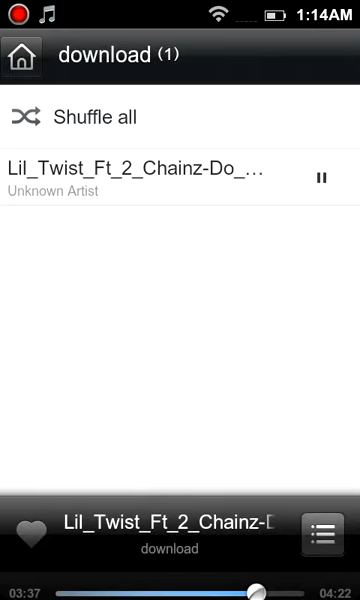 1:14AM
download (1)
Shuffle all
Lil_Twist_Ft_2_Chainz-Do_...
Unknown Artist
Lil_Twist_Ft_2_Chainz-
download
03:37
04:22